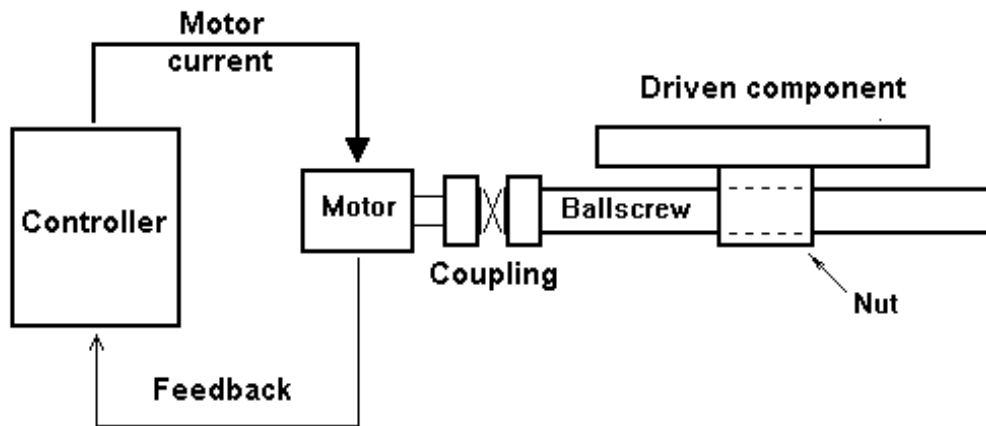 Motor
current
Driven component
Controller
Motor
Ballscrew
Coupling
Nut
Feedback